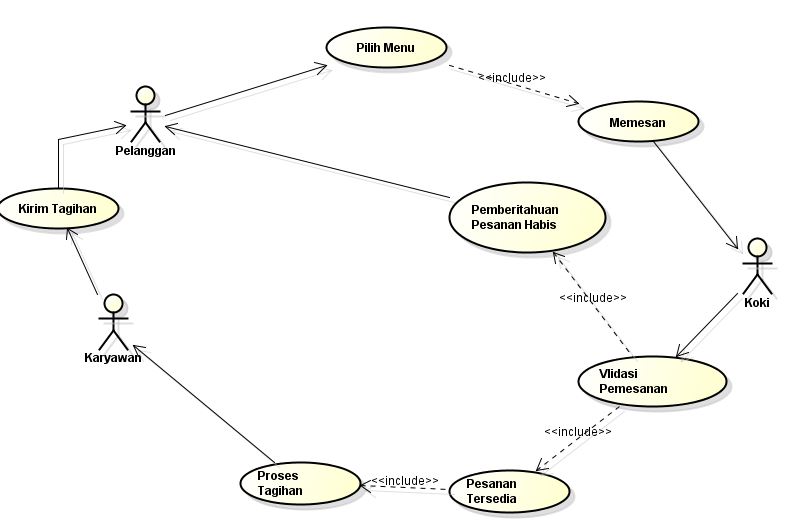 Pilih Menu
<<include>>
Memesan
Pelanggan
Kirim Tagihan
Pemberitahuan
Pesanan Habis
Koki
<<include>>
Karyawan
Vlidasi
Pemesanan
<<include>>
Proses
Tagihan
<<include>>
Pesanan
Tersedia